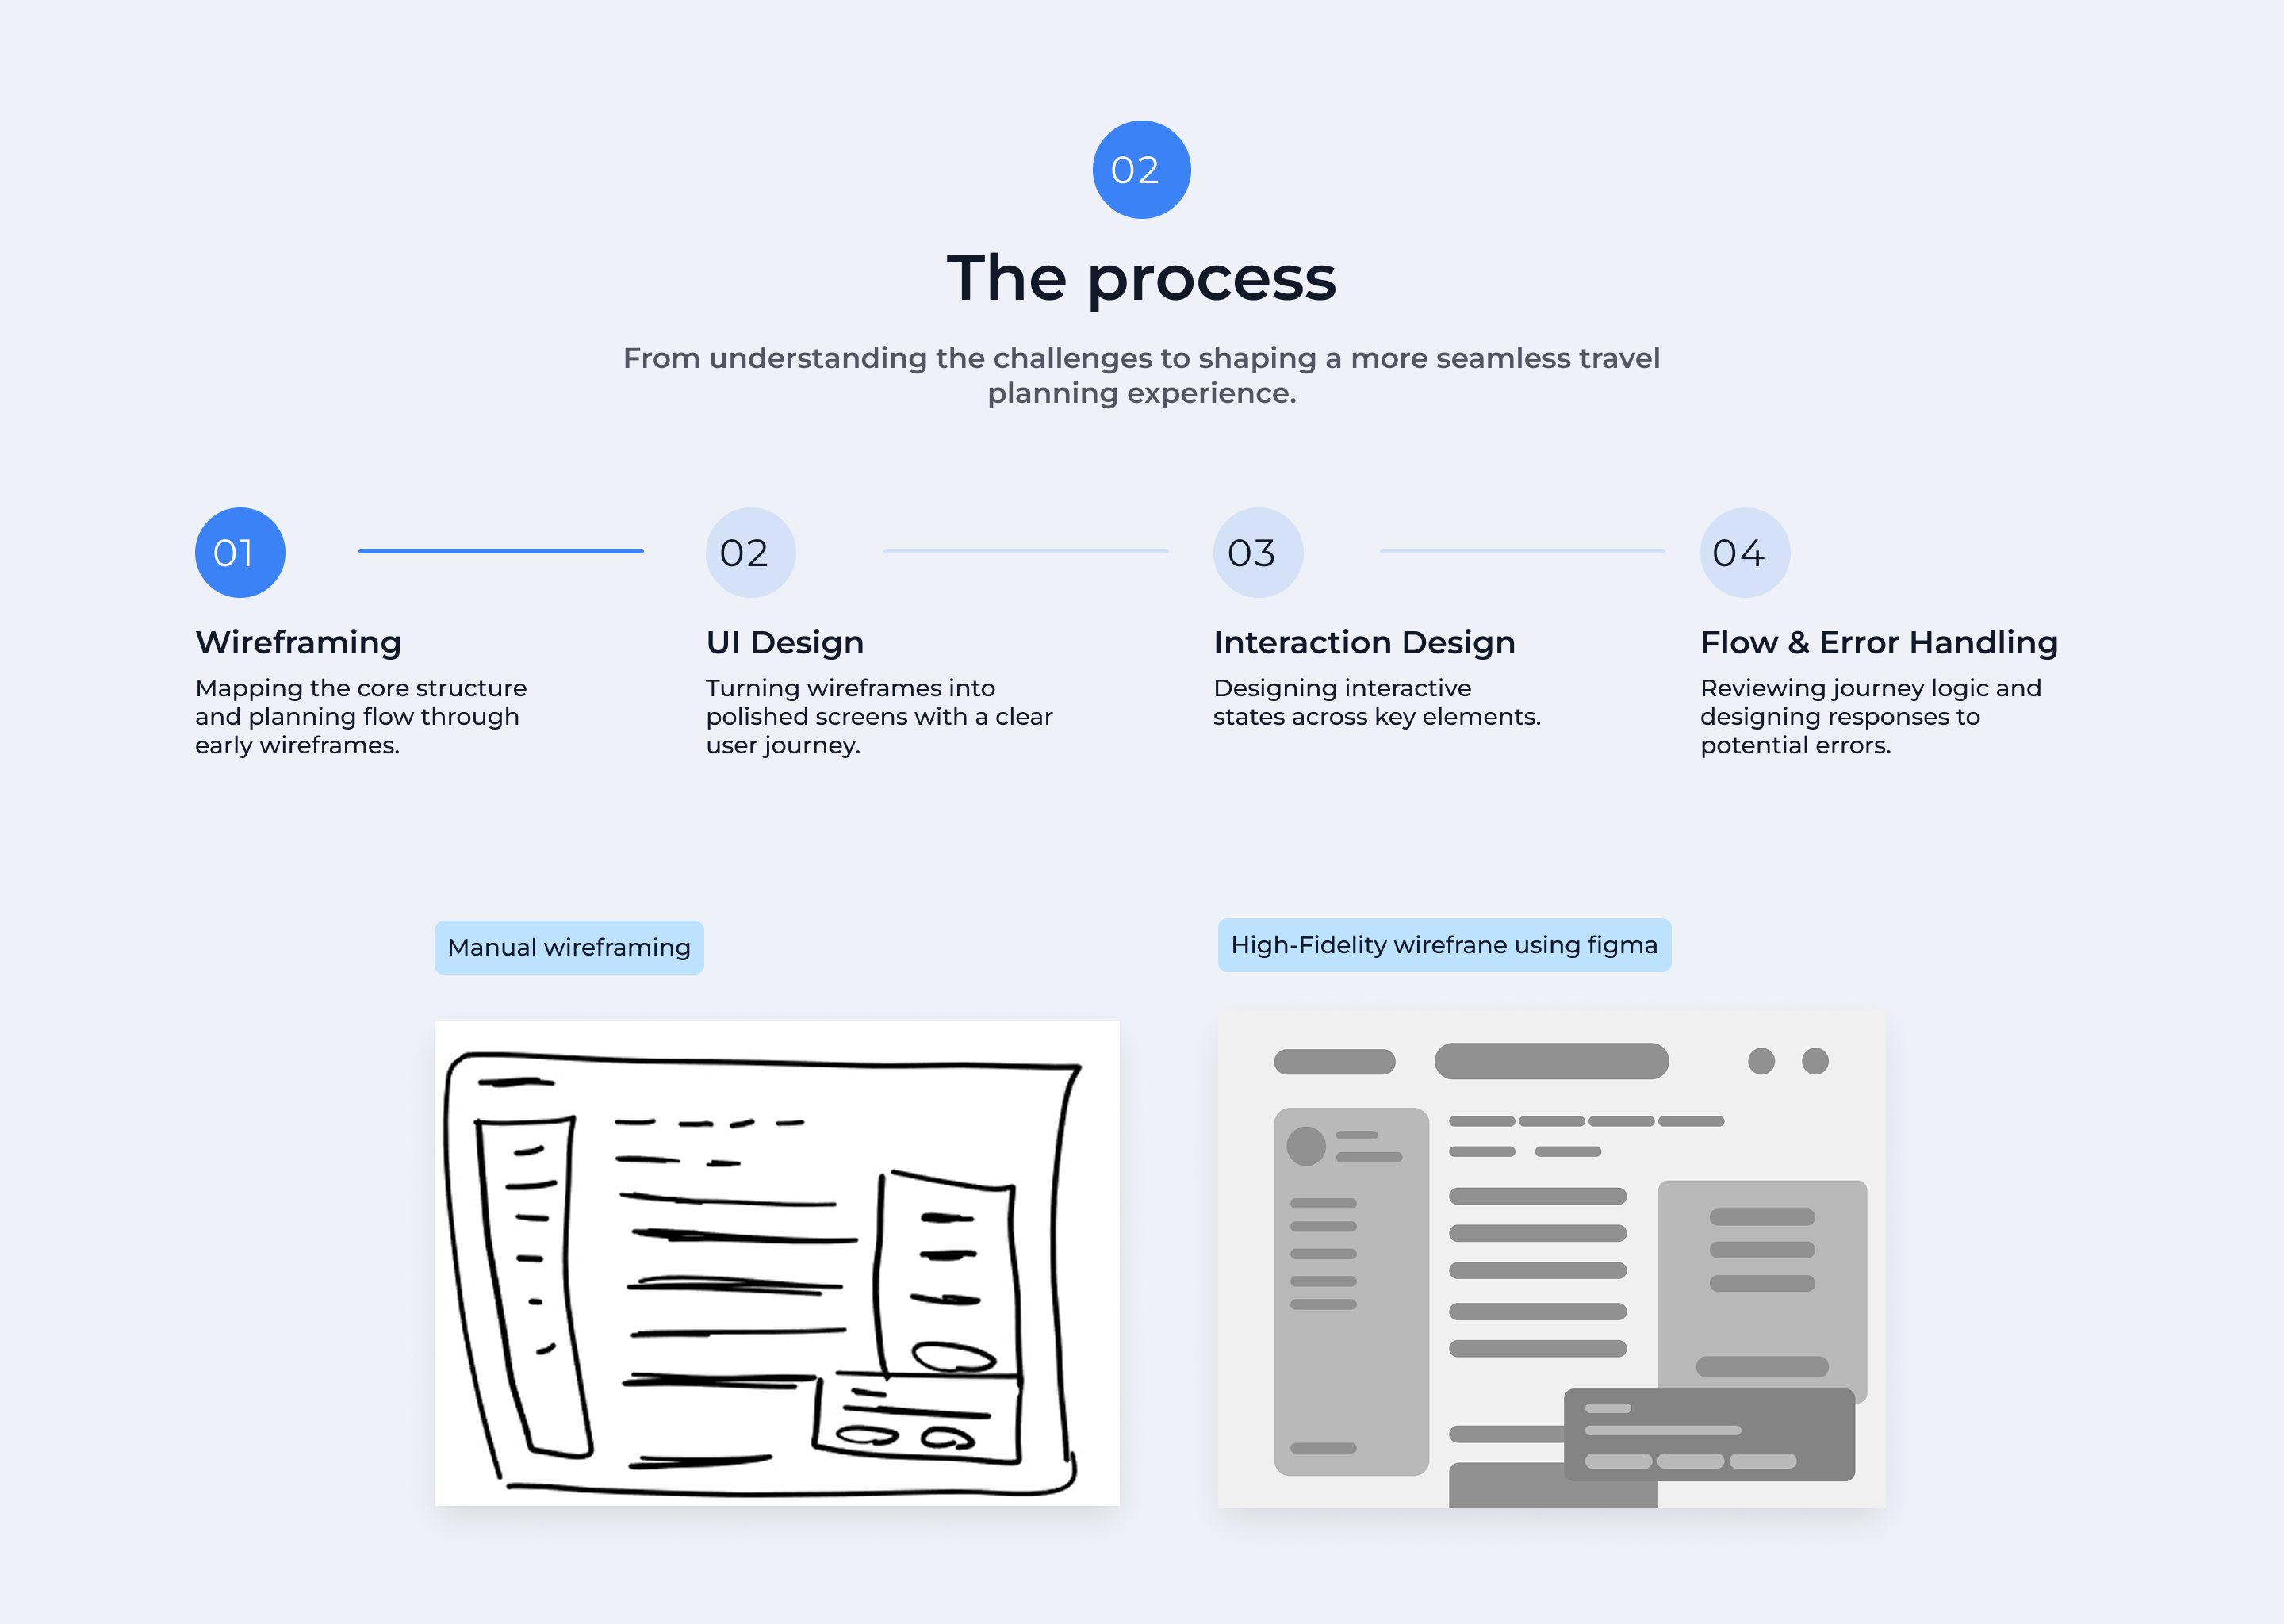 02
The process
From understanding the challenges to shaping a more seamless travel
planning experience.
01
Wireframing
Mapping the core structure
and planning flow through
early wireframes.
02
UI Design
Turning wireframes into
polished screens with a clear
user journey.
03
Interaction Design
Designing interactive
states across key elements.
04
Flow & Error Handling
Reviewing journey logic and
designing responses to
potential errors.
Manual wireframing
High-Fidelity wirefrane using figma